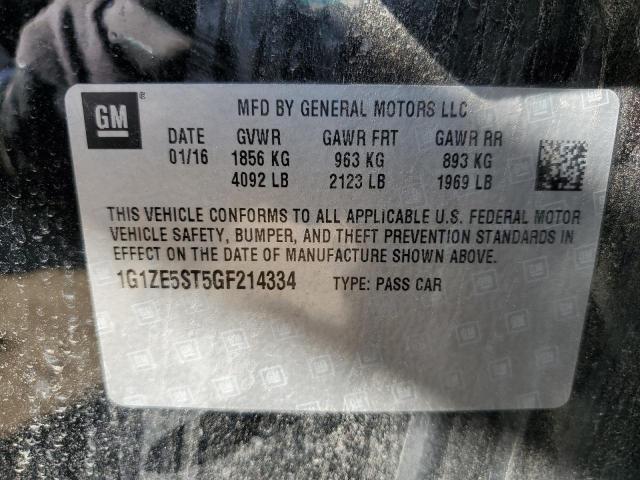 GM ® MFD BY GENERAL MOTORS LLC
DATE GVWR GAWR FRT GAWR RR
01/16 1856 KG 963 KG 893 KG
4092 LB 2123 LB 1969 LB
THIS VEHICLE CONFORMS TO ALL APPLICABLE U.S. FEDERAL MOTOR
VEHICLE SAFETY, BUMPER, AND THEFT PREVENTION STANDARDS IN
EFFECT ON THE DATE OF MANUFACTURE SHOWN ABOVE.
1G1ZE5ST5GF214334 TYPE: PASS CAR